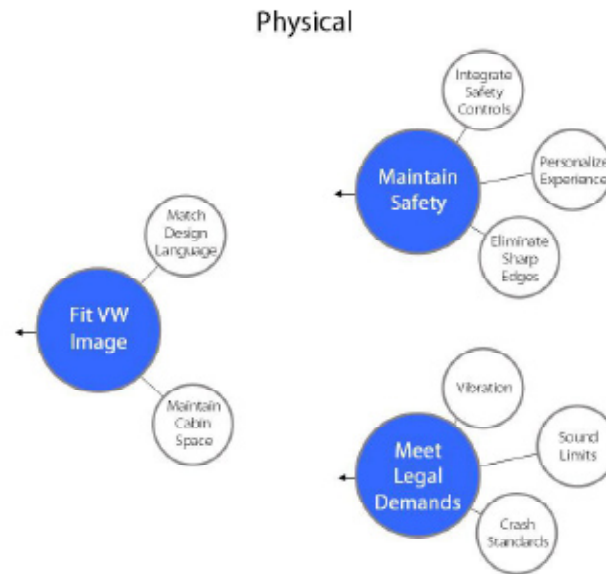 Physical
Integrate
Safety
Controls
Maintain
Safety
Personalize
Experience
Eliminate
Sharp
Edges
Match
Design
Language
Fit VW
Image
Maintain
Cabin
Space
Vibration
Meet
Legal
Demands
Sound
Limits
Crash
Standards